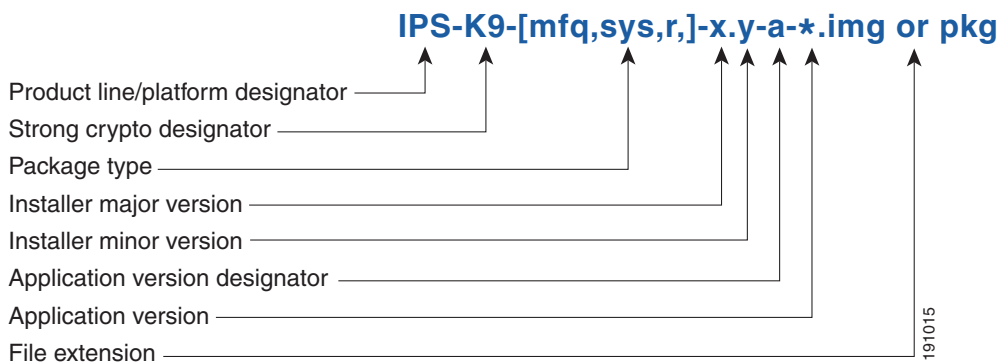 IPS-K9-[mfq,sys,r,]-x.y-a-*.img or pkg
Product line/platform designator
Strong crypto designator
Package type
Installer major version
Installer minor version
Application version designator
Application version
File extension
191015